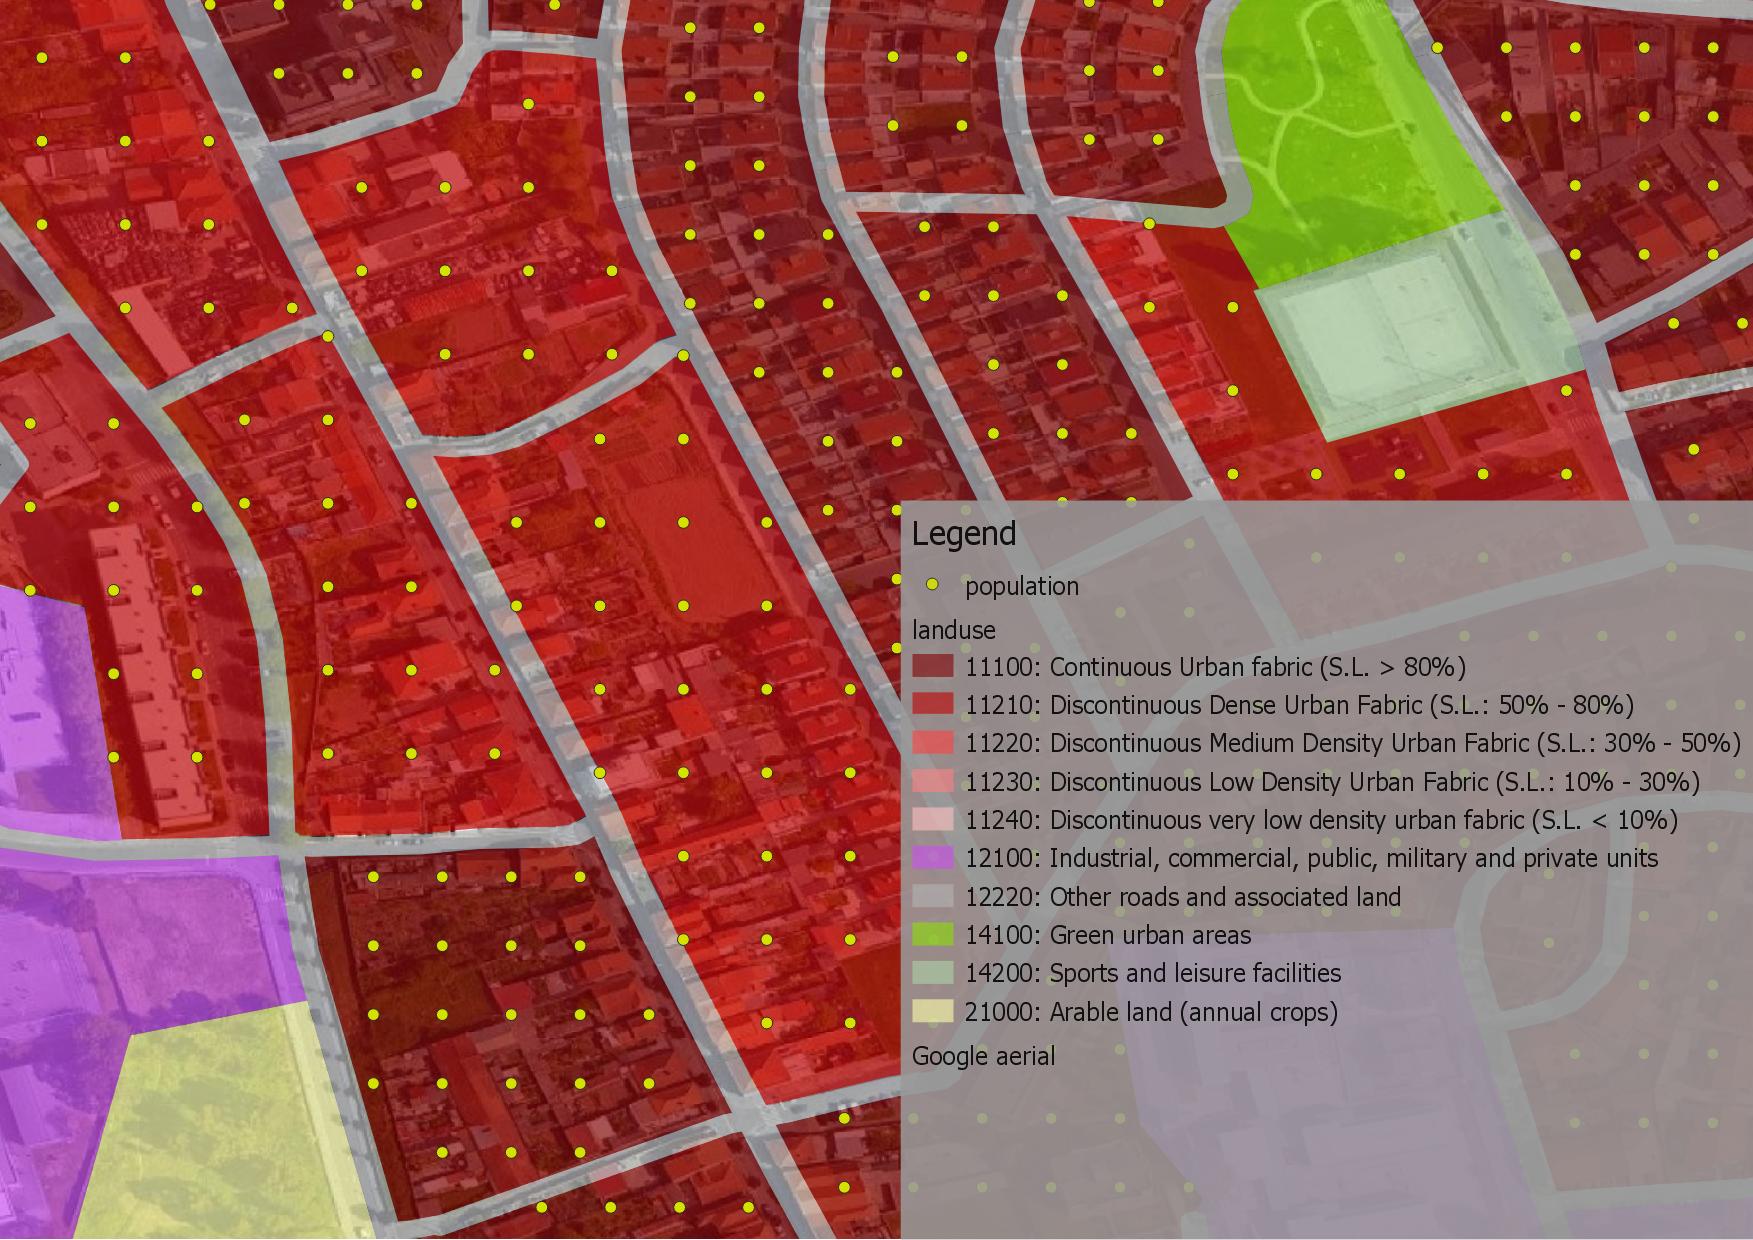 Legend
population
landuse
11100: Continuous Urban fabric (S.L. > 80%)
11210: Discontinuous Dense Urban Fabric (S.L.: 50% - 80%)
11220: Discontinuous Medium Density Urban Fabric (S.L.: 30% - 50%)
11230: Discontinuous Low Density Urban Fabric (S.L.: 10% - 30%)
11240: Discontinuous very low density urban fabric (S.L. < 10%)
12100: Industrial, commercial, public, military and private units
12220: Other roads and associated land
14100: Green urban areas
14200: Sports and leisure facilities
21000: Arable land (annual crops)
Google aerial